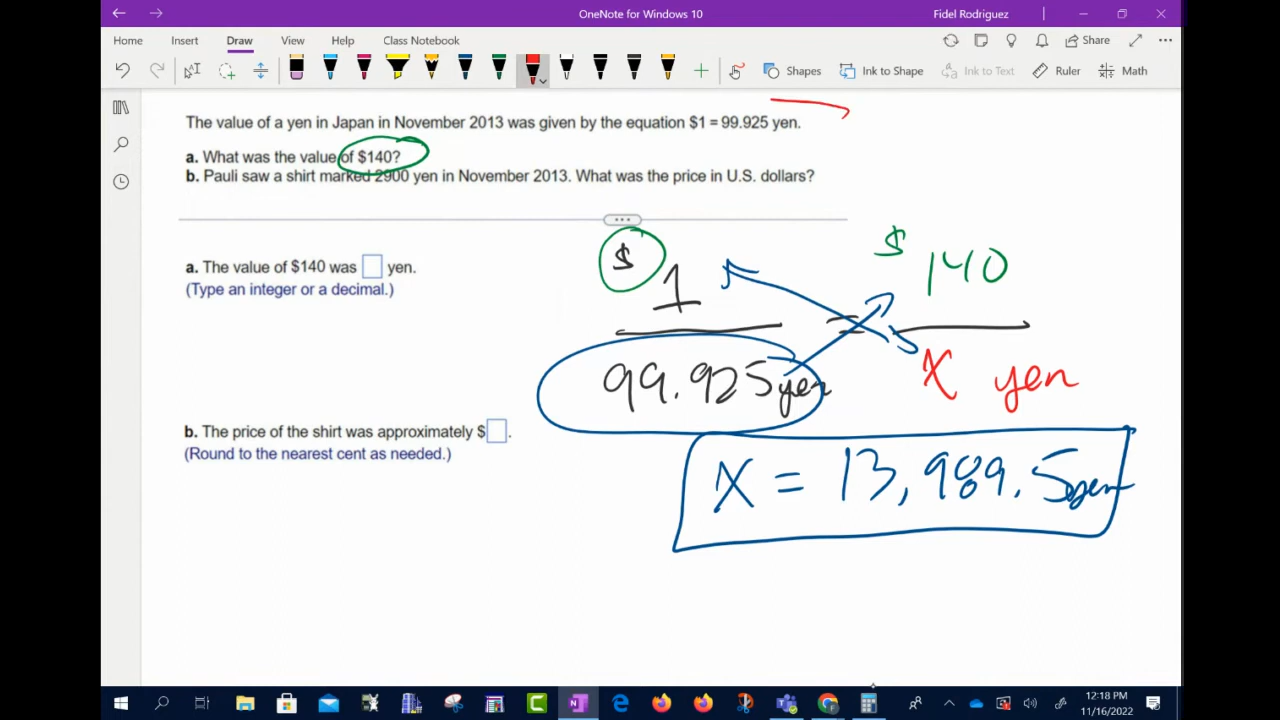 OneNote for Windows 10
Fidel Rodriguez
Home Insert Draw View Help Class Notebook
Share
Shapes Ink to Shape Ink to Text Ruler Math
The value of a yen in Japan in November 2013 was given by the equation $1 = 99.925 yen.
a. What was the value of $140?
b. Pauli saw a shirt marked 2900 yen in November 2013. What was the price in U.S. dollars?
a. The value of $140 was yen.
(Type an integer or a decimal.)
$ 1 = $ 140
99.925 yen X yen
b. The price of the shirt was approximately $ .
(Round to the nearest cent as needed.)
X = 13,989.5 yen
12:18 PM
11/16/2022